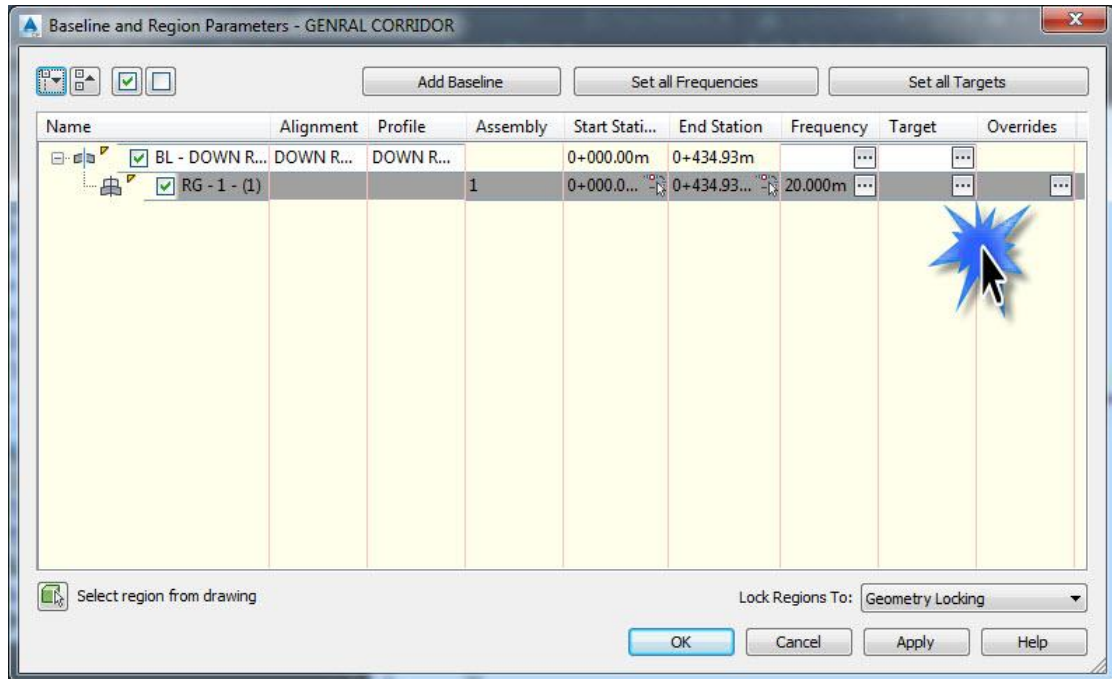 Baseline and Region Parameters - GENRAL CORRIDOR
Add Baseline Set all Frequencies Set all Targets
Name Alignment Profile Assembly Start Stati... End Station Frequency Target Overrides
BL - DOWN R... DOWN R... DOWN R... 0+000.00m 0+434.93m ... ...
RG - 1 - (1) 1 0+000.0... 0+434.93... 20.000m ... ... ...
Select region from drawing Lock Regions To: Geometry Locking
OK Cancel Apply Help